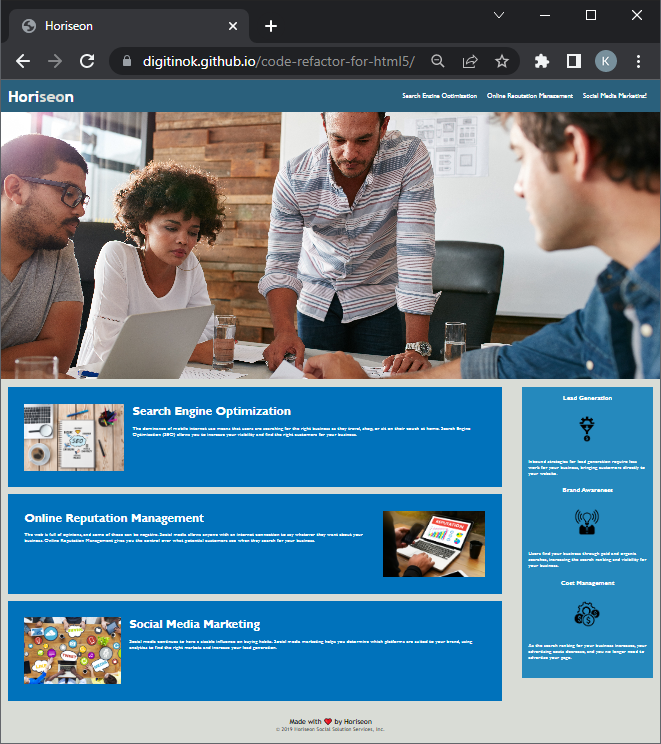 Horiseon
digitinok.github.io/code-refactor-for-html5/
K
Horiseon
Search Engine Optimization Online Reputation Management Social Media Marketing
SEO
Search Engine Optimization
The dominance of mobile internet use means that users are searching for the right business as they travel, shop, or sit on their couch at home. Search Engine
Optimization (SEO) allows you to increase your visibility and find the right customers for your business.
Online Reputation Management
The web is full of opinions, and some of these can be negative. Social media allows anyone with an internet connection to say whatever they want about your
business. Online Reputation Management gives you the control over what potential customers see when they search for your business.
REPUTATION
Social Media Marketing
Social media continues to have a sizable influence on buying habits. Social media marketing helps you determine which platforms are suited to your brand, using
analytics to find the right markets and increase your lead generation.
Lead Generation
Inbound strategies for lead generation require less
work for your business, bringing customers directly to
your website.
Brand Awareness
Users find your business through paid and organic
searches, increasing the search ranking and visibility for
your business.
Cost Management
As the search ranking for your business increases, your
advertising costs decrease, and you no longer need to
advertise your page.
Made with ❤️ by Horiseon
© 2019 Horiseon Social Solution Services, Inc.